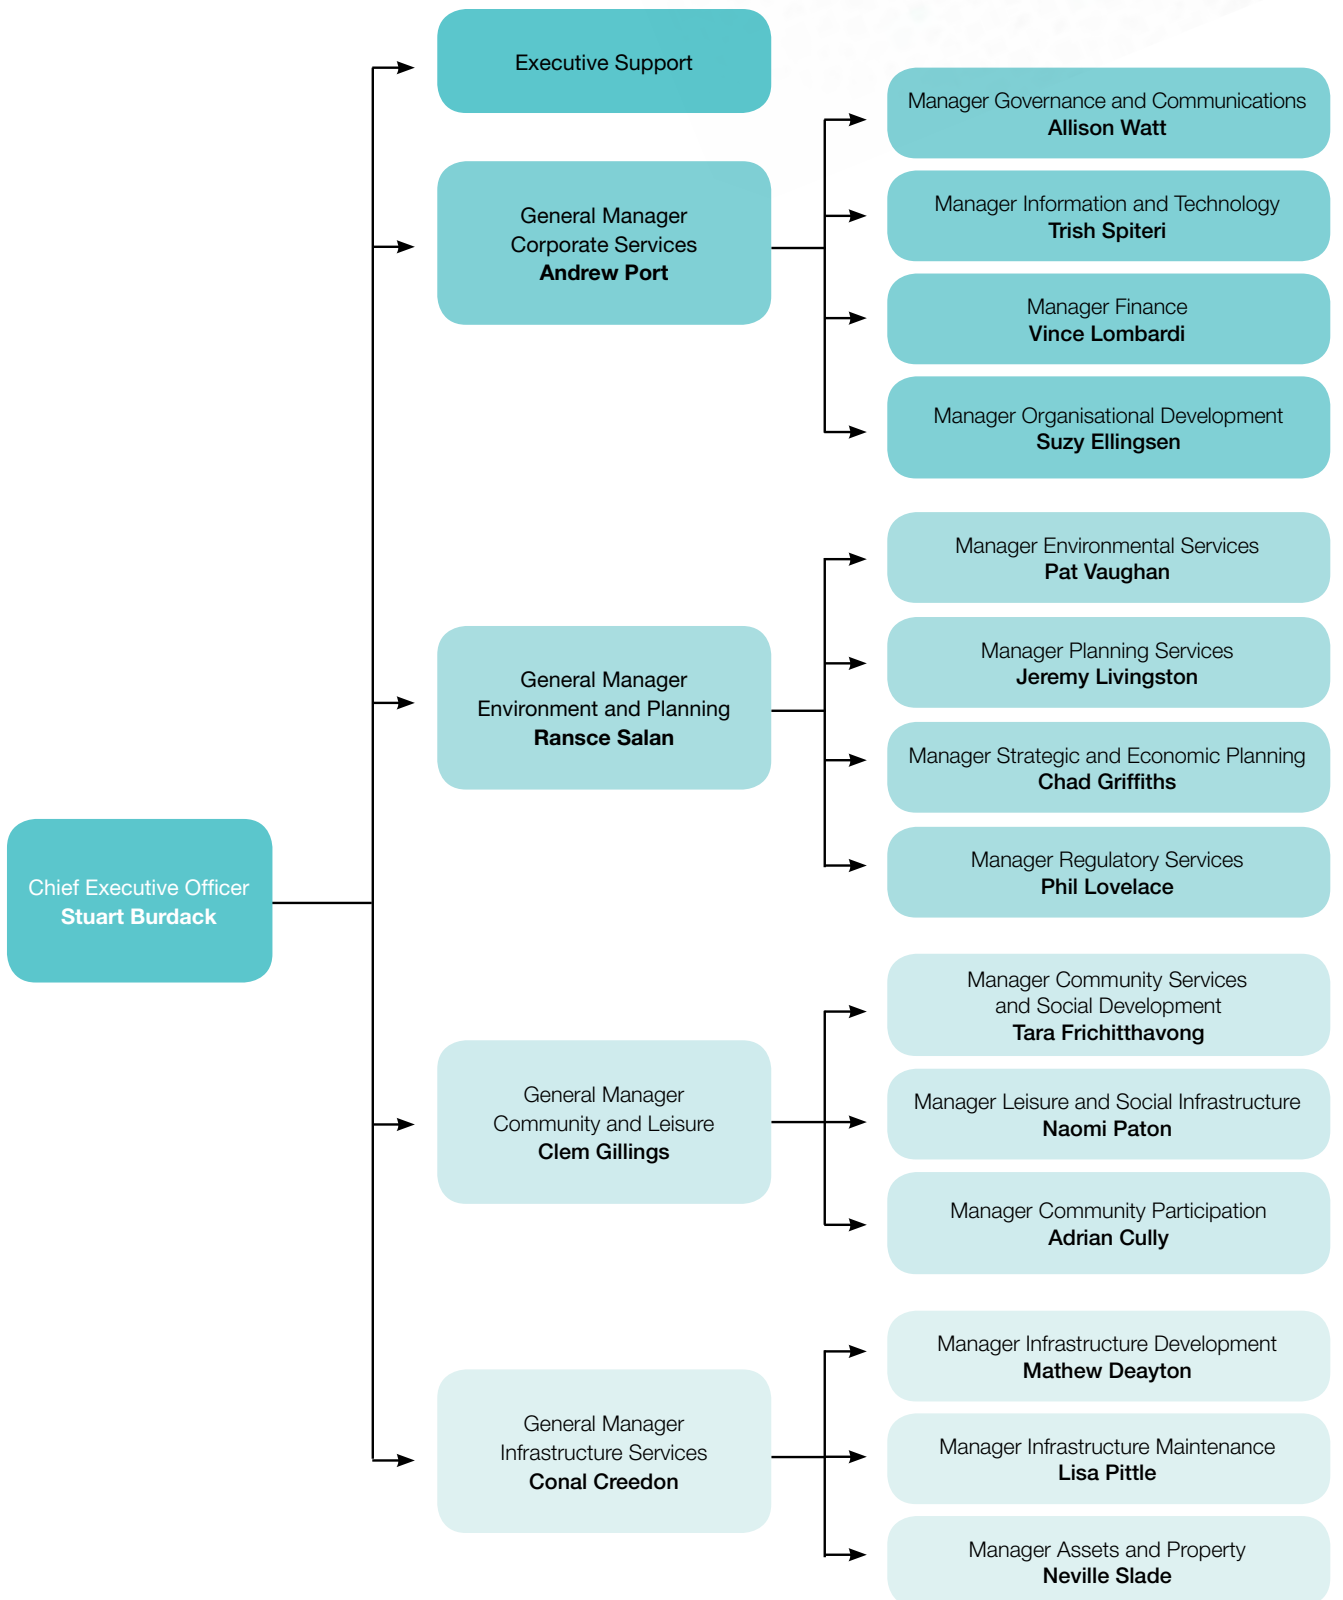 Executive Support
Manager Governance and Communications
Allison Watt
General Manager
Corporate Services
Andrew Port
Manager Information and Technology
Trish Spiteri
Manager Finance
Vince Lombardi
Manager Organisational Development
Suzy Ellingsen
Manager Environmental Services
Pat Vaughan
General Manager
Environment and Planning
Ransce Salan
Manager Planning Services
Jeremy Livingston
Manager Strategic and Economic Planning
Chad Griffiths
Manager Regulatory Services
Phil Lovelace
Chief Executive Officer
Stuart Burdack
Manager Community Services
and Social Development
Tara Frichitthavong
General Manager
Community and Leisure
Clem Gillings
Manager Leisure and Social Infrastructure
Naomi Paton
Manager Community Participation
Adrian Cully
Manager Infrastructure Development
Mathew Deayton
General Manager
Infrastructure Services
Conal Creedon
Manager Infrastructure Maintenance
Lisa Pittle
Manager Assets and Property
Neville Slade